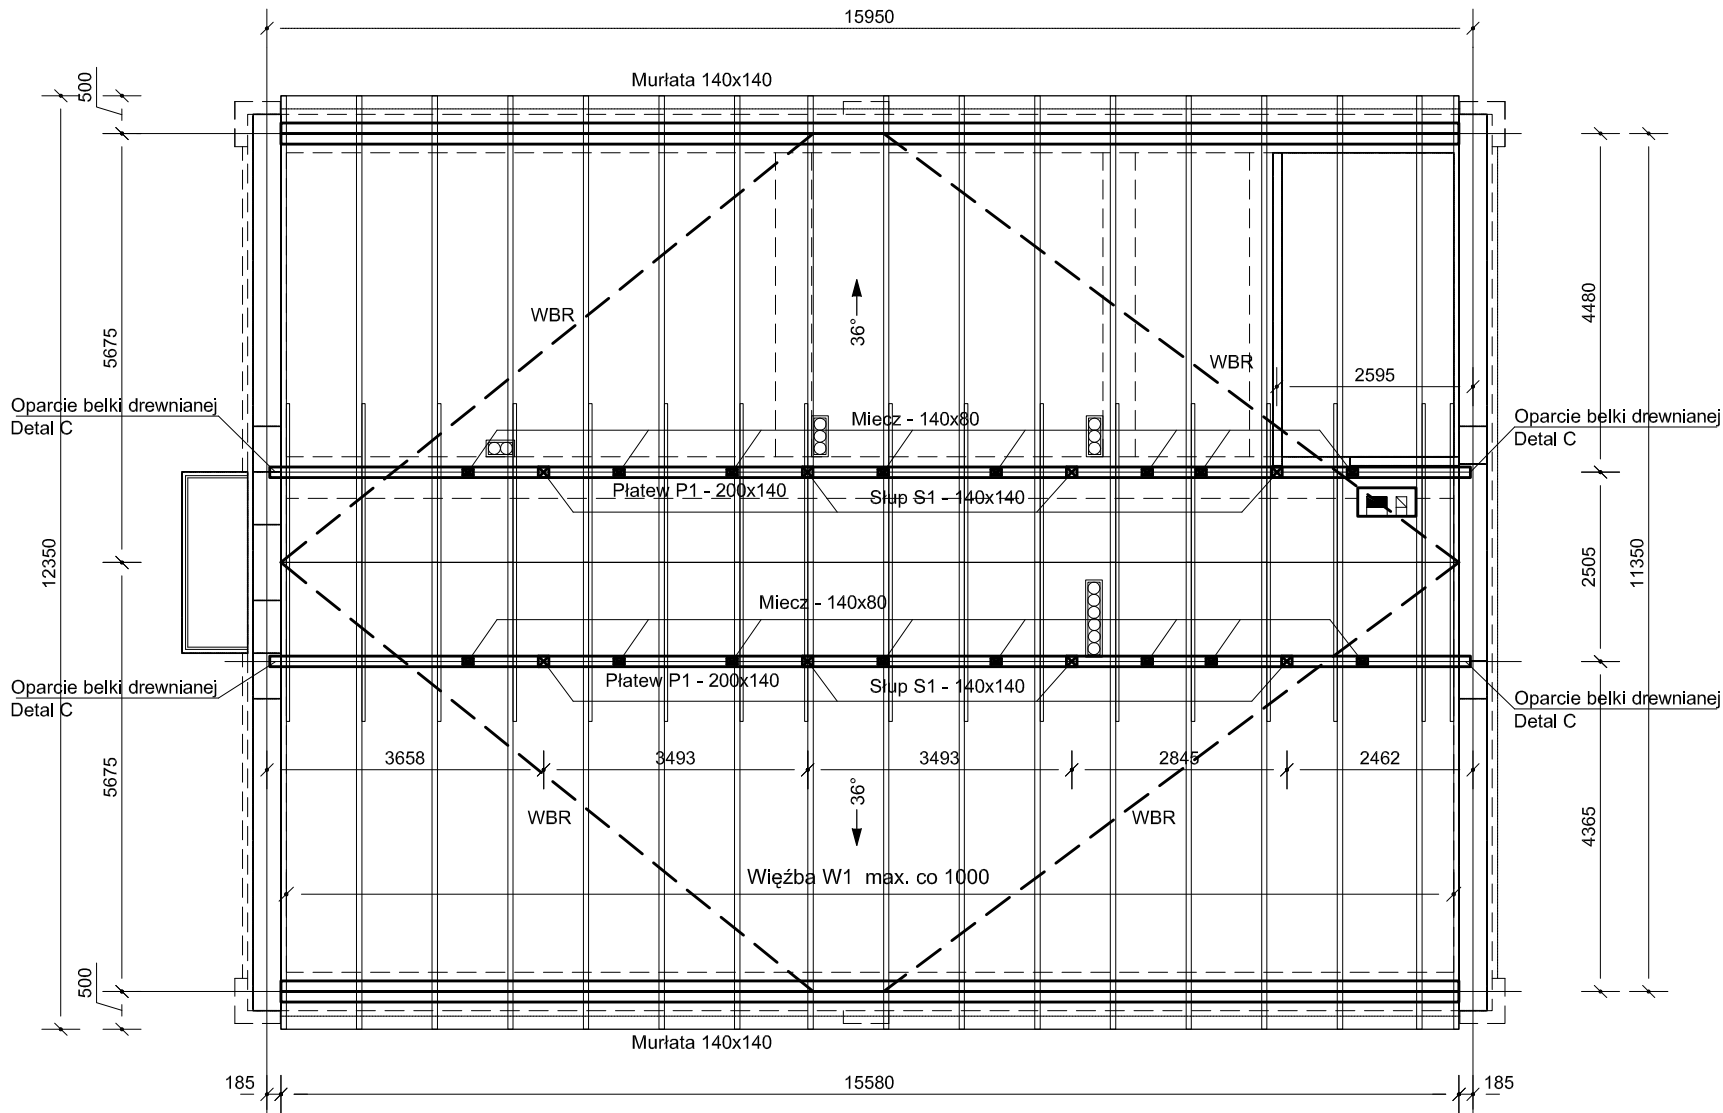 15950
500
Murłata 140x140
5675
4480
WBR
36°
WBR
2595
Oparcie belki drewnianej
Detal C
Miecz - 140x80
Oparcie belki drewnianej
Detal C
Płatew P1 - 200x140
Słup S1 - 140x140
12350
2505
11350
Miecz - 140x80
Oparcie belki drewnianej
Detal C
Płatew P1 - 200x140
Słup S1 - 140x140
Oparcie belki drewnianej
Detal C
3658
3493
3493
2845
2462
5675
36°
WBR
WBR
4365
Więźba W1 max. co 1000
500
Murłata 140x140
185
15580
185